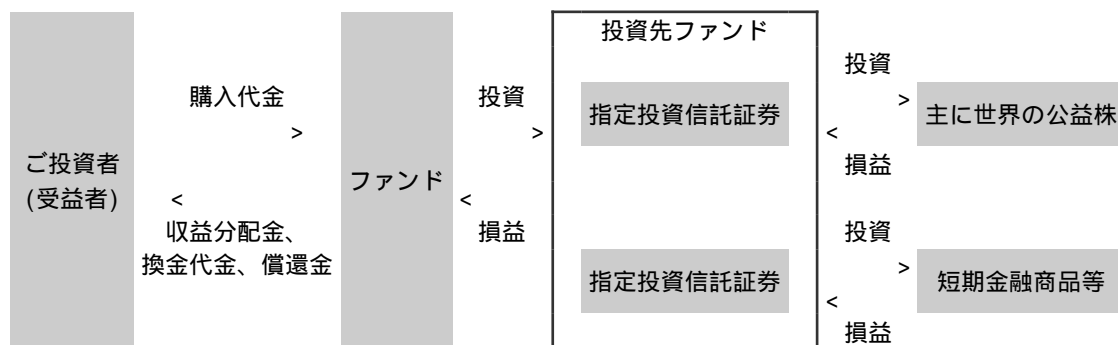 投資先ファンド
投資
購入代金
投資
指定投資信託証券
>
主に世界の公益株
>
>
<
ご投資者
(受益者)
ファンド
損益
<
<
収益分配金、
換金代金、償還金
損益
投資
指定投資信託証券
>
短期金融商品等
<
損益